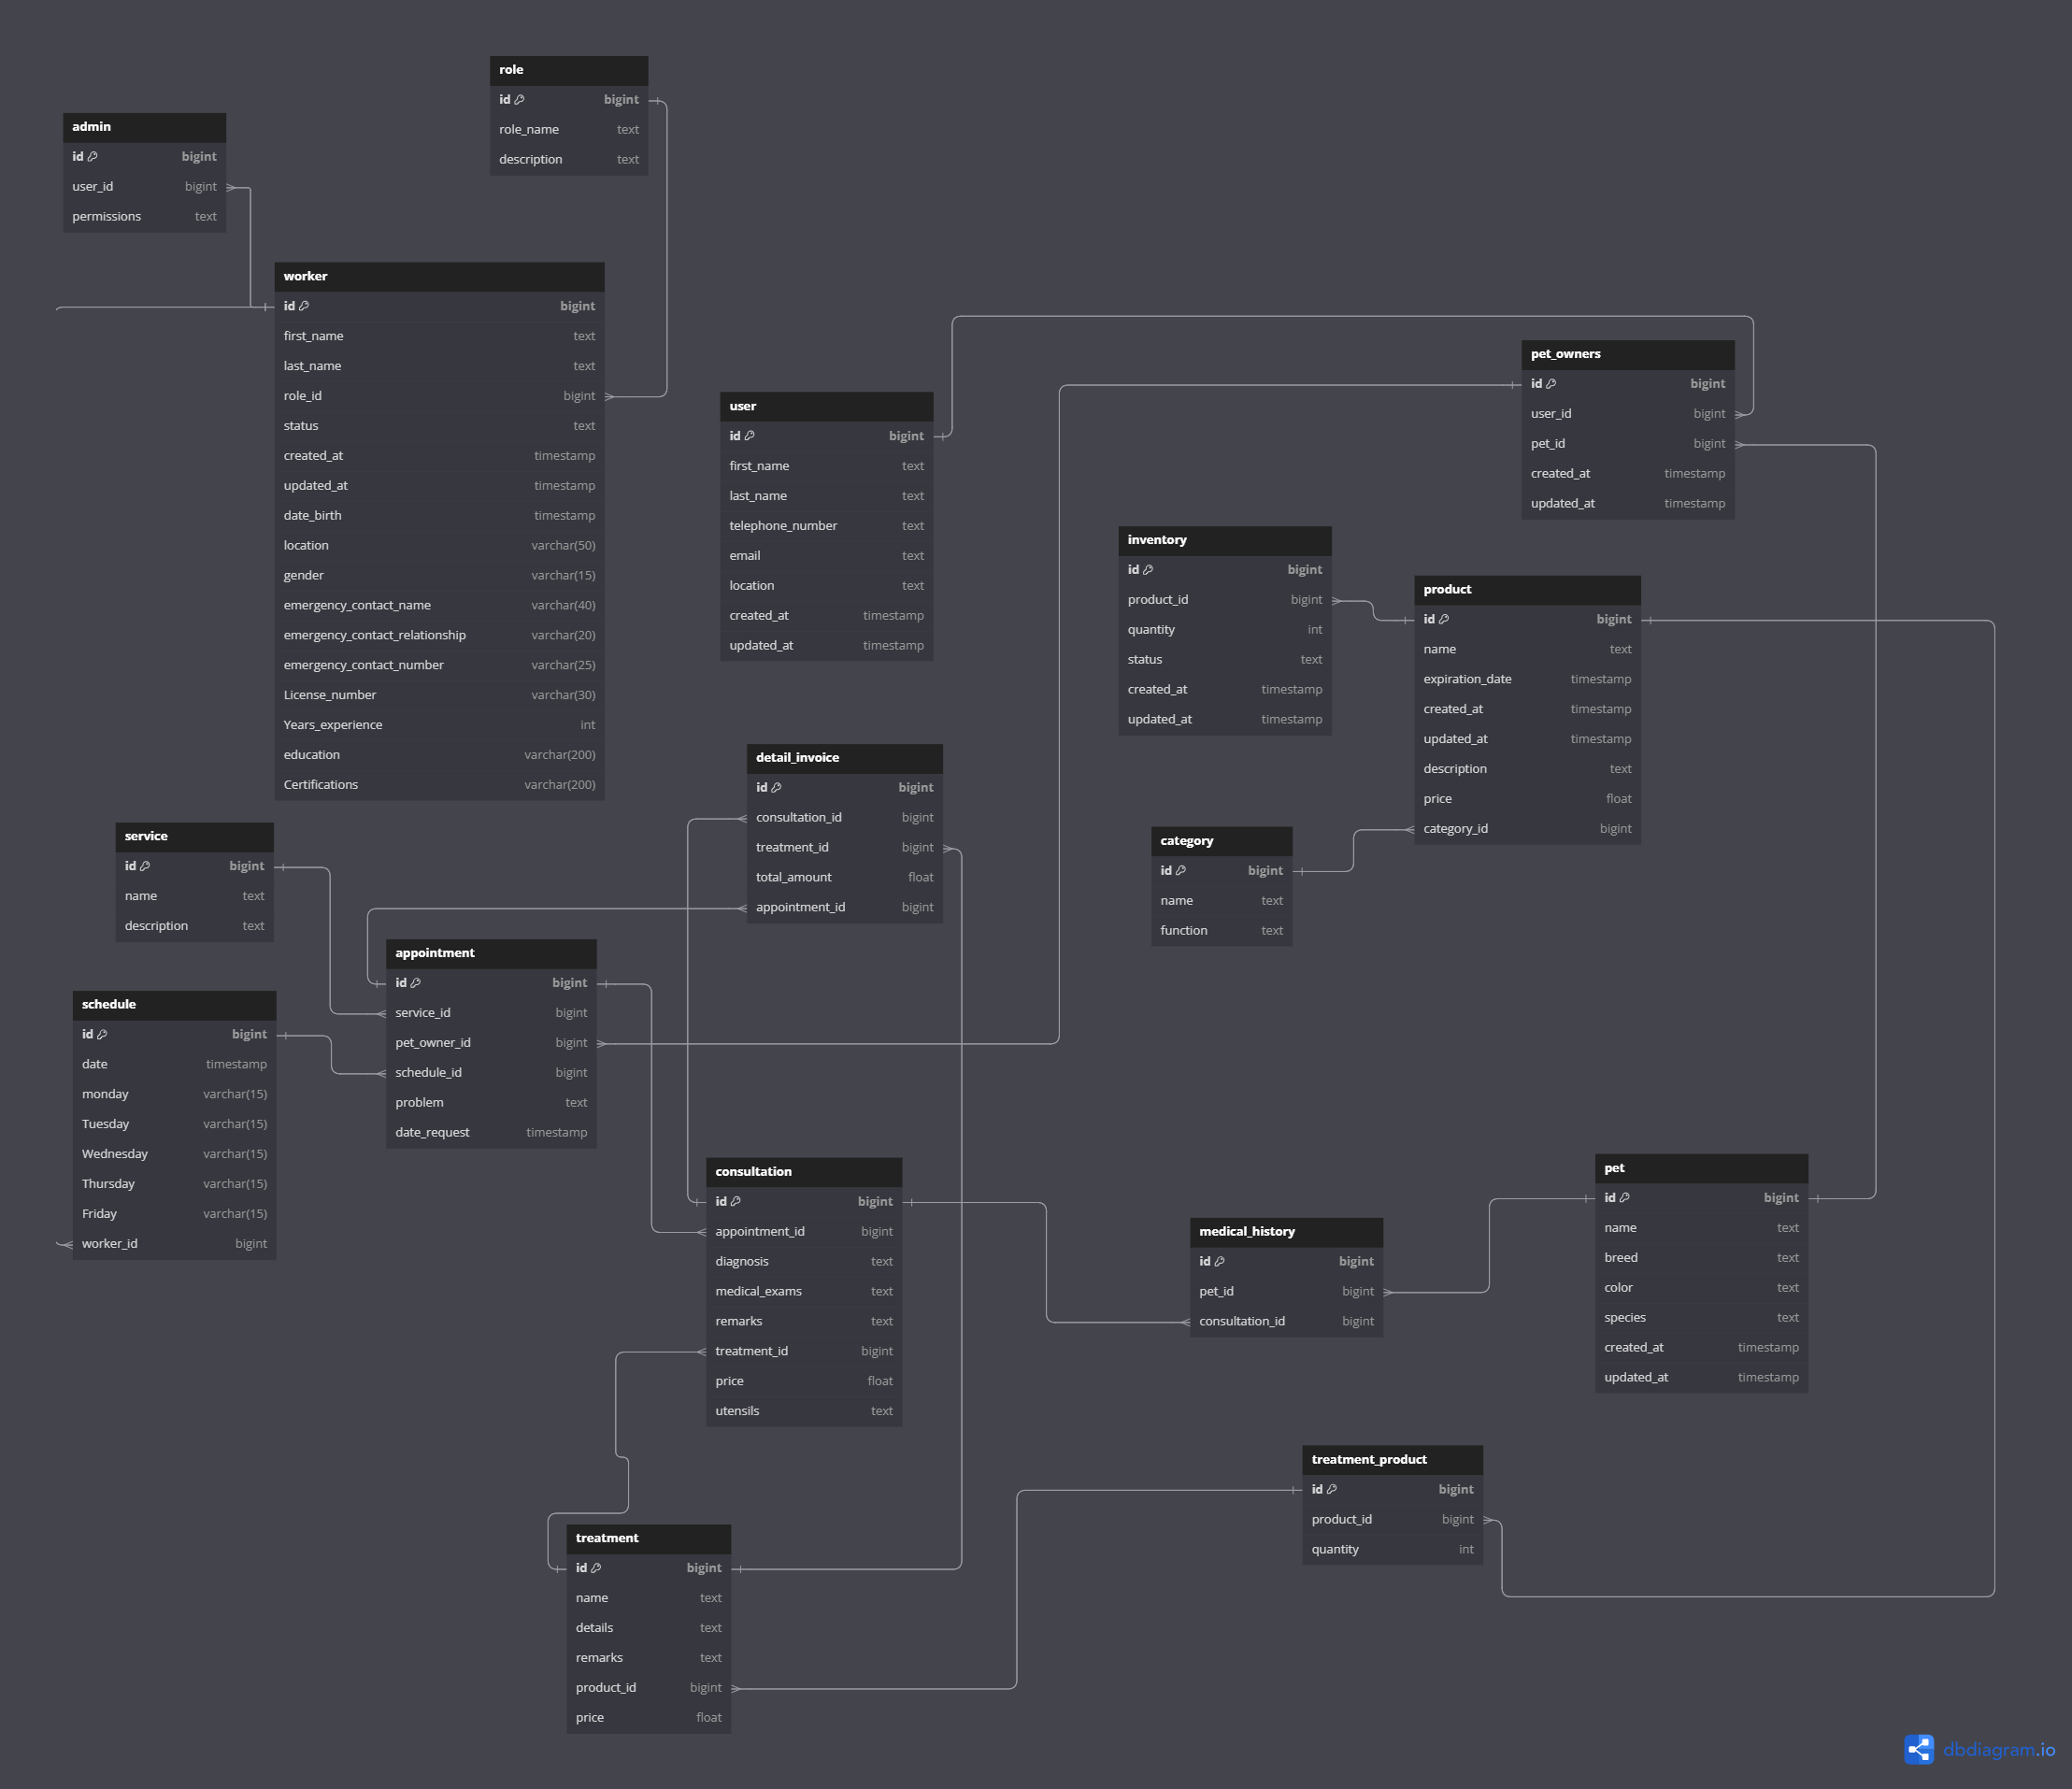 role
id bigint
role_name text
description text
admin
id bigint
user_id bigint
permissions text
worker
id bigint
first_name text
last_name text
role_id bigint
status text
created_at timestamp
updated_at timestamp
date_birth timestamp
location varchar(50)
gender varchar(15)
emergency_contact_name varchar(40)
emergency_contact_relationship varchar(20)
emergency_contact_number varchar(25)
License_number varchar(30)
Years_experience int
education varchar(200)
Certifications varchar(200)
user
id bigint
first_name text
last_name text
telephone_number text
email text
location text
created_at timestamp
updated_at timestamp
pet_owners
id bigint
user_id bigint
pet_id bigint
created_at timestamp
updated_at timestamp
inventory
id bigint
product_id bigint
quantity int
status text
created_at timestamp
updated_at timestamp
product
id bigint
name text
expiration_date timestamp
created_at timestamp
updated_at timestamp
description text
price float
category_id bigint
detail_invoice
id bigint
consultation_id bigint
treatment_id bigint
total_amount float
appointment_id bigint
category
id bigint
name text
function text
service
id bigint
name text
description text
appointment
id bigint
service_id bigint
pet_owner_id bigint
schedule_id bigint
problem text
date_request timestamp
schedule
id bigint
date timestamp
monday varchar(15)
Tuesday varchar(15)
Wednesday varchar(15)
Thursday varchar(15)
Friday varchar(15)
worker_id bigint
consultation
id bigint
appointment_id bigint
diagnosis text
medical_exams text
remarks text
treatment_id bigint
price float
utensils text
medical_history
id bigint
pet_id bigint
consultation_id bigint
pet
id bigint
name text
breed text
color text
species text
created_at timestamp
updated_at timestamp
treatment_product
id bigint
product_id bigint
quantity int
treatment
id bigint
name text
details text
remarks text
product_id bigint
price float
dbdiagram.io